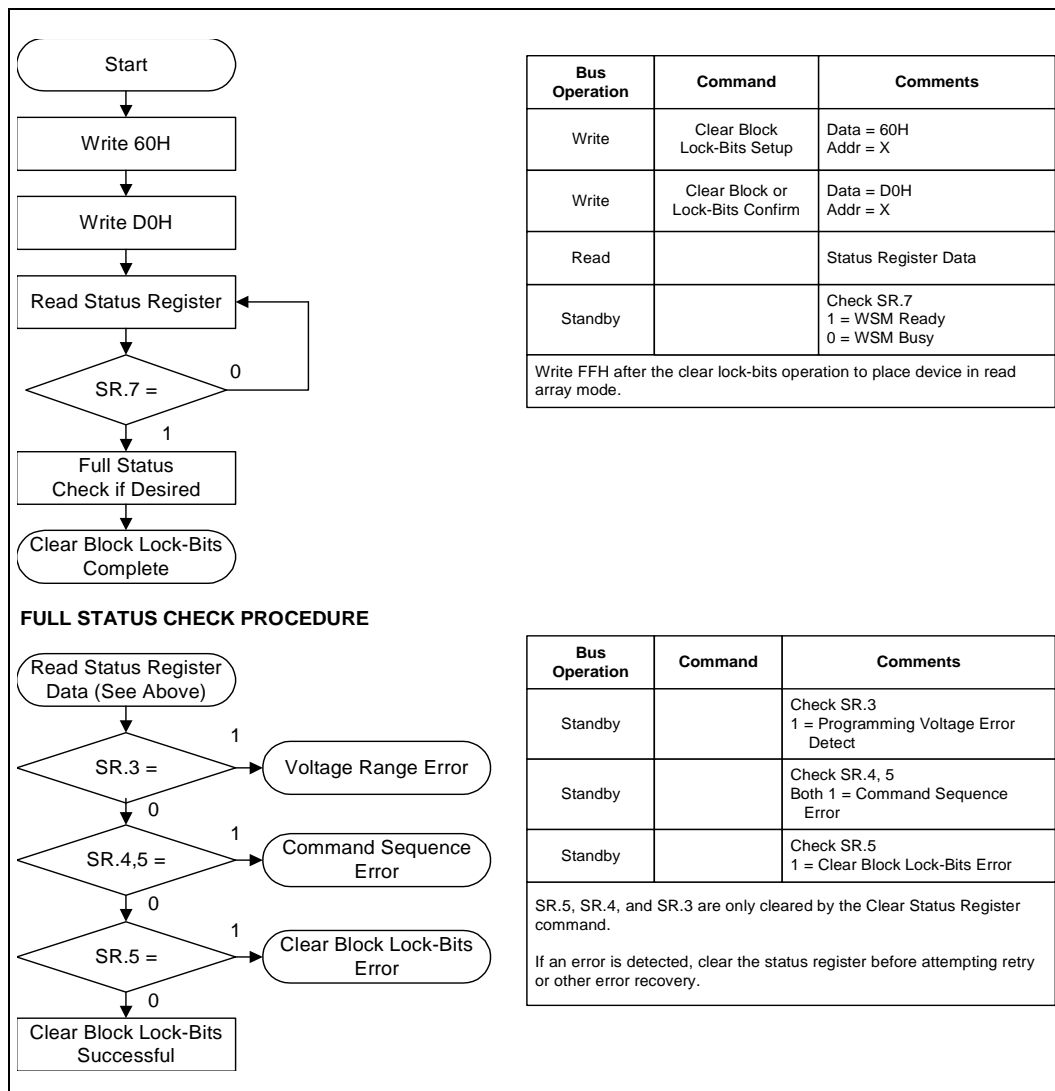 Start
Write 60H
Write D0H
Read Status Register
SR.7 =
0
1
Full Status
Check if Desired
Clear Block Lock-Bits
Complete
Bus
Operation
Command
Comments
Write
Clear Block
Lock-Bits Setup
Data = 60H
Addr = X
Write
Clear Block or
Lock-Bits Confirm
Data = D0H
Addr = X
Read
Status Register Data
Standby
Check SR.7
1 = WSM Ready
0 = WSM Busy
Write FFH after the clear lock-bits operation to place device in read
array mode.
FULL STATUS CHECK PROCEDURE
Read Status Register
Data (See Above)
SR.3 =
1
Voltage Range Error
0
SR.4,5 =
1
Command Sequence
Error
0
SR.5 =
1
Clear Block Lock-Bits
Error
0
Clear Block Lock-Bits
Successful
Bus
Operation
Command
Comments
Standby
Check SR.3
1 = Programming Voltage Error
Detect
Standby
Check SR.4, 5
Both 1 = Command Sequence
Error
Standby
Check SR.5
1 = Clear Block Lock-Bits Error
SR.5, SR.4, and SR.3 are only cleared by the Clear Status Register
command.
If an error is detected, clear the status register before attempting retry
or other error recovery.